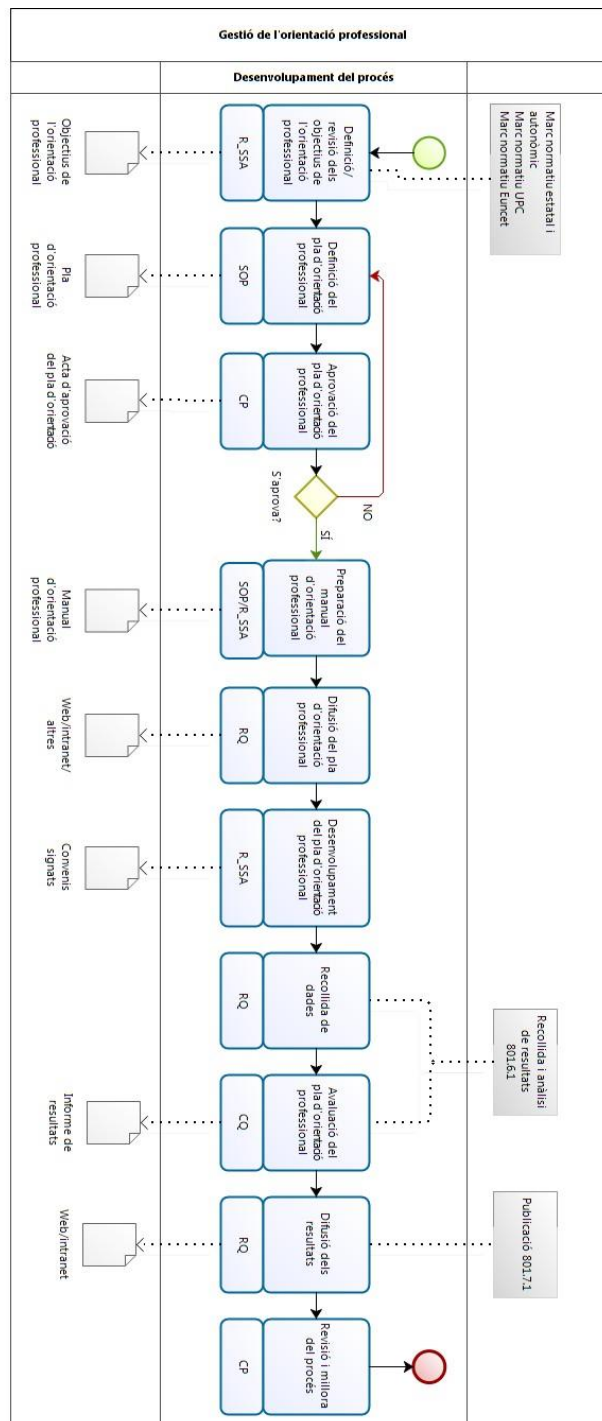 Gestió de l'orientació professional
Desenvolupament del procés
Marc normatiu estatal i
autonòmic
Marc normatiu UPC
Marc normatiu Euncet
Definició/
revisió dels
objectius de
l'orientació
professional
R_SSA
Objectius de
l'orientació
professional
Definició del
pla d'orientació
professional
SOP
Pla
d'orientació
professional
Aprovació del
pla d'orientació
professional
CP
Acta d'aprovació
del pla d'orientació
S'aprova?
NO
SÍ
Preparació del
manual
d'orientació
professional
SOP/R_SSA
Manual
d'orientació
professional
Difusió del pla
d'orientació
professional
RQ
Web/intranet/
altres
Desenvolupament
del pla d'orientació
professional
R_SSA
Convenis
signats
Recollida de
dades
RQ
Recollida i anàlisi
de resultats
801.6.1
Avaluació del
pla d'orientació
professional
CQ
Informe de
resultats
Difusió dels
resultats
RQ
Publicació 801.7.1
Web/intranet
Revisió i millora
del procés
CP